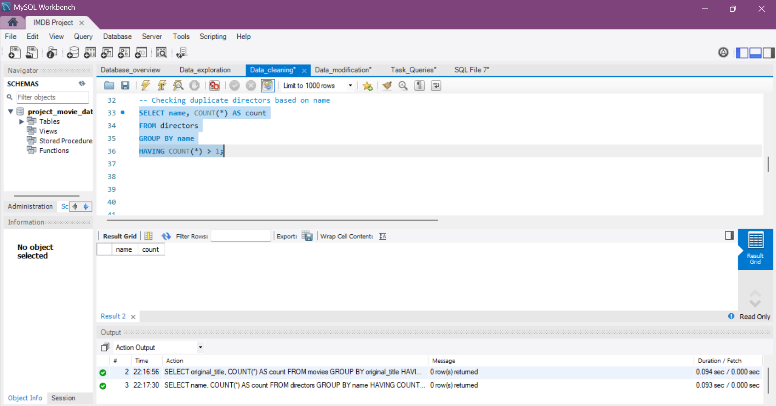 MySQL Workbench
IMDB Project ×
File Edit View Query Database Server Tools Scripting Help
Navigator
SCHEMAS
Filter objects
project_movie_dat
Tables
Views
Stored Procedure
Functions
Administration Sc
Information
No object
selected
Object Info Session
Database_overview Data_exploration Data_cleaning* × Data_modification* Task_Queries* SQL File 7*
Limit to 1000 rows
32 -- Checking duplicate directors based on name
33 SELECT name, COUNT(*) AS count
34 FROM directors
35 GROUP BY name
36 HAVING COUNT(*) > 1;
37
38
39
40
41
Result Grid Filter Rows: Export: Wrap Cell Content:
name count
Result Grid
Result 2 × Read Only
Output
Action Output
# Time Action Message Duration / Fetch
2 22:16:56 SELECT original_title, COUNT(*) AS count FROM movies GROUP BY original_title HAVI... 0 row(s) returned 0.094 sec / 0.000 sec
3 22:17:30 SELECT name, COUNT(*) AS count FROM directors GROUP BY name HAVING COUNT... 0 row(s) returned 0.093 sec / 0.000 sec